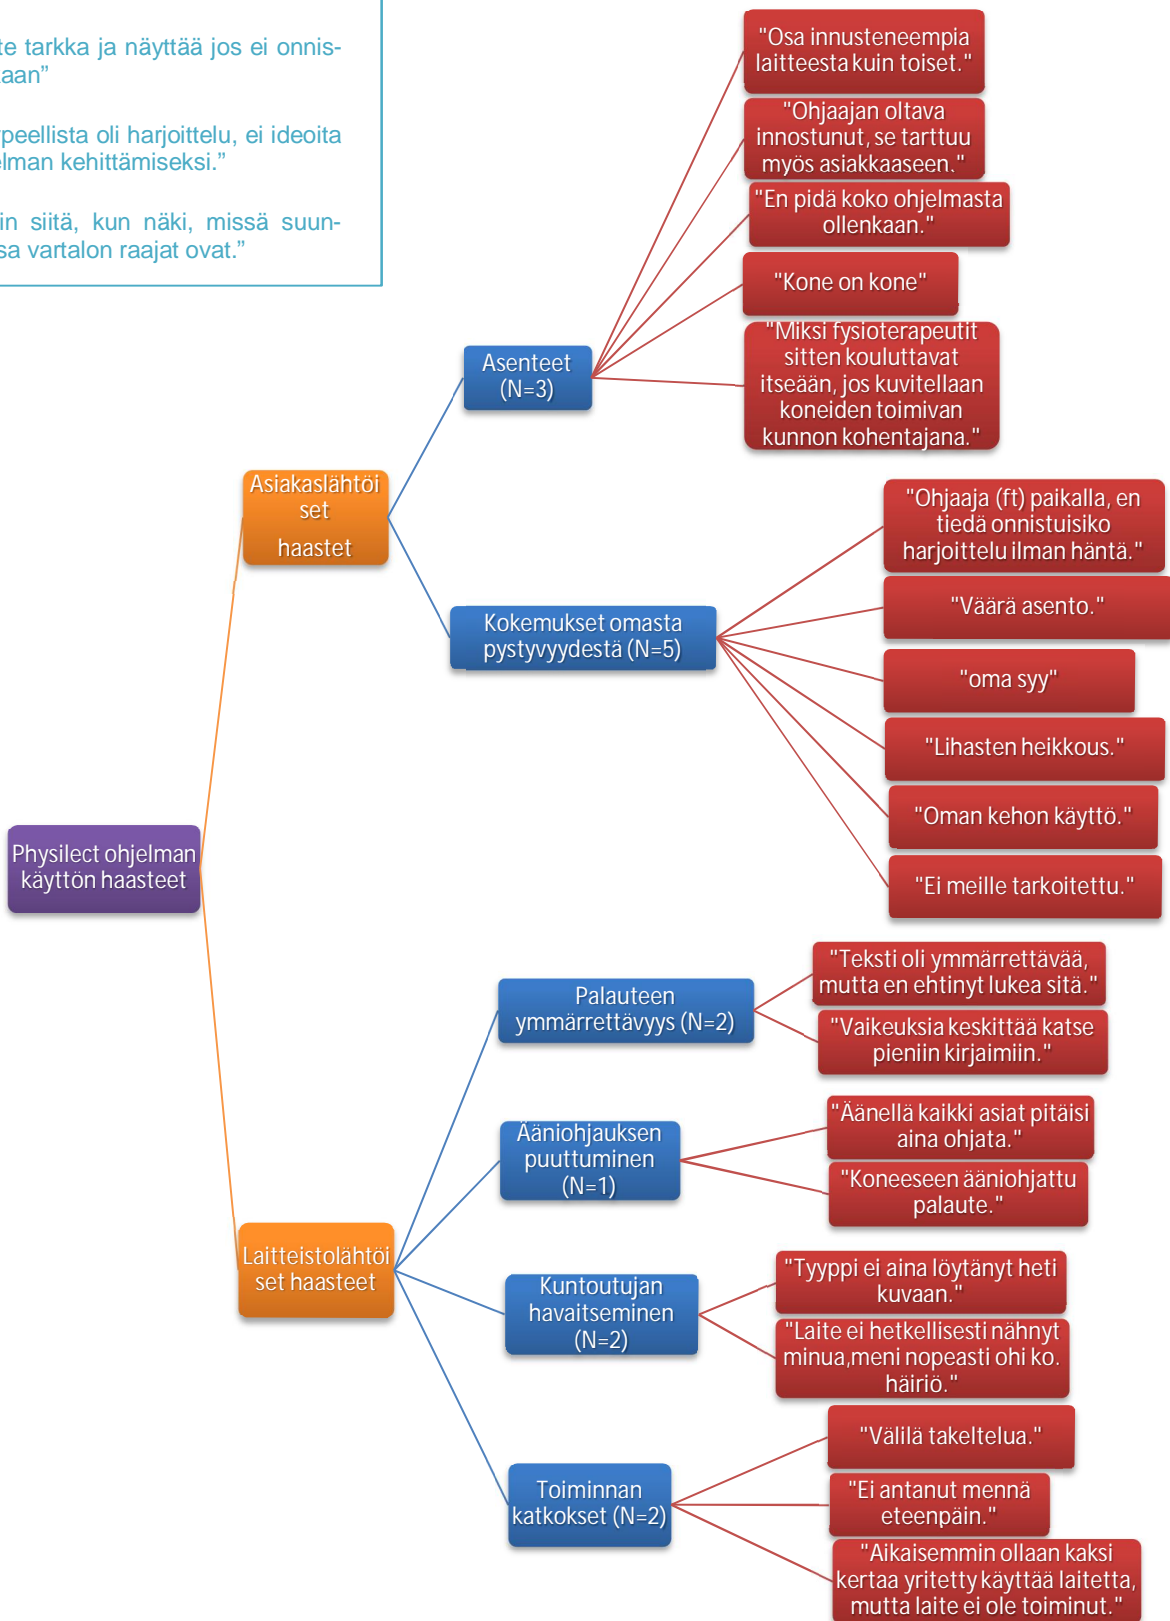 te tarkka ja näyttää jos ei onnis-
aan”
peellista oli harjoittelu, ei ideoita
elman kehittämiseksi.”
in siitä, kun näki, missä suun-
sa vartalon raajat ovat.”
"Osa innusteneempia
laitteesta kuin toiset."
"Ohjaajan oltava
innostunut, se tarttuu
myös asiakkaaseen."
"En pidä koko ohjelmasta
ollenkaan."
"Kone on kone"
"Miksi fysioterapeutit
sitten kouluttavat
itseään, jos kuvitellaan
koneiden toimivan
kunnon kohentajana."
Asenteet
(N=3)
Asiakaslähtöi
set
haastet
"Ohjaaja (ft) paikalla, en
tiedä onnistuisiko
harjoittelu ilman häntä."
"Väärä asento."
Kokemukset omasta
pystyvyydestä (N=5)
"oma syy"
"Lihasten heikkous."
"Oman kehon käyttö."
"Ei meille tarkoitettu."
Physilect ohjelman
käyttön haasteet
"Teksti oli ymmärrettävää,
mutta en ehtinyt lukea sitä."
Palauteen
ymmärrettävyys (N=2)
"Vaikeuksia keskittää katse
pieniin kirjaimiin."
"Äänellä kaikki asiat pitäisi
aina ohjata."
Ääniohjauksen
puuttuminen
(N=1)
"Koneeseen ääniohjattu
palaute."
Laitteistolähtöi
set haasteet
"Tyyppi ei aina löytänyt heti
kuvaan."
Kuntoutujan
havaitseminen
(N=2)
"Laite ei hetkellisesti nähnyt
minua,meni nopeasti ohi ko.
häiriö."
"Välilä takeltelua."
Toiminnan
katkokset (N=2)
"Ei antanut mennä
eteenpäin."
"Aikaisemmin ollaan kaksi
kertaa yritetty käyttää laitetta,
mutta laite ei ole toiminut."